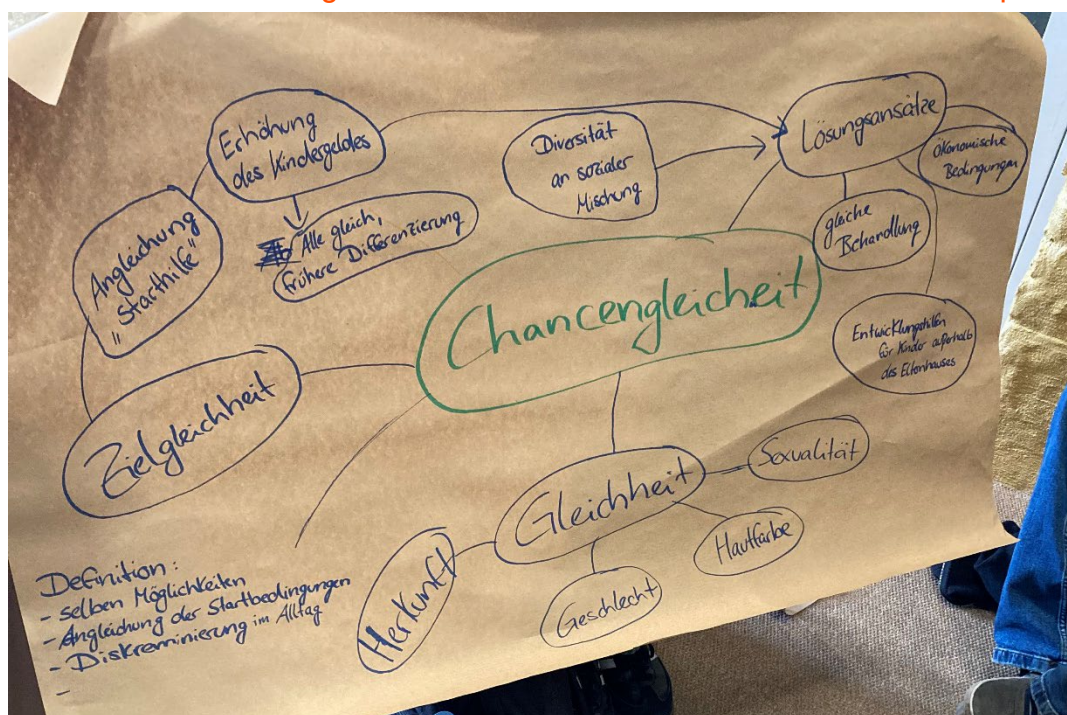 Erhöhung
des Kindergeldes
Alle gleich,
frühere Differenzierung
Angleichung
"Starthilfe"
Zielgleichheit
Diversität
an sozialer
Mischung
Lösungsansätze
ökonomische
Bedingungen
gleiche
Behandlung
Entwicklungshilfen
für Kinder außerhalb
des Elternhauses
Chancengleicheit
Gleichheit
Sexualität
Hautfarbe
Geschlecht
Herkunft
Definition:
- selben Möglichkeiten
- Angleichung der Startbedingungen
- Diskreminierung im Alltag
-